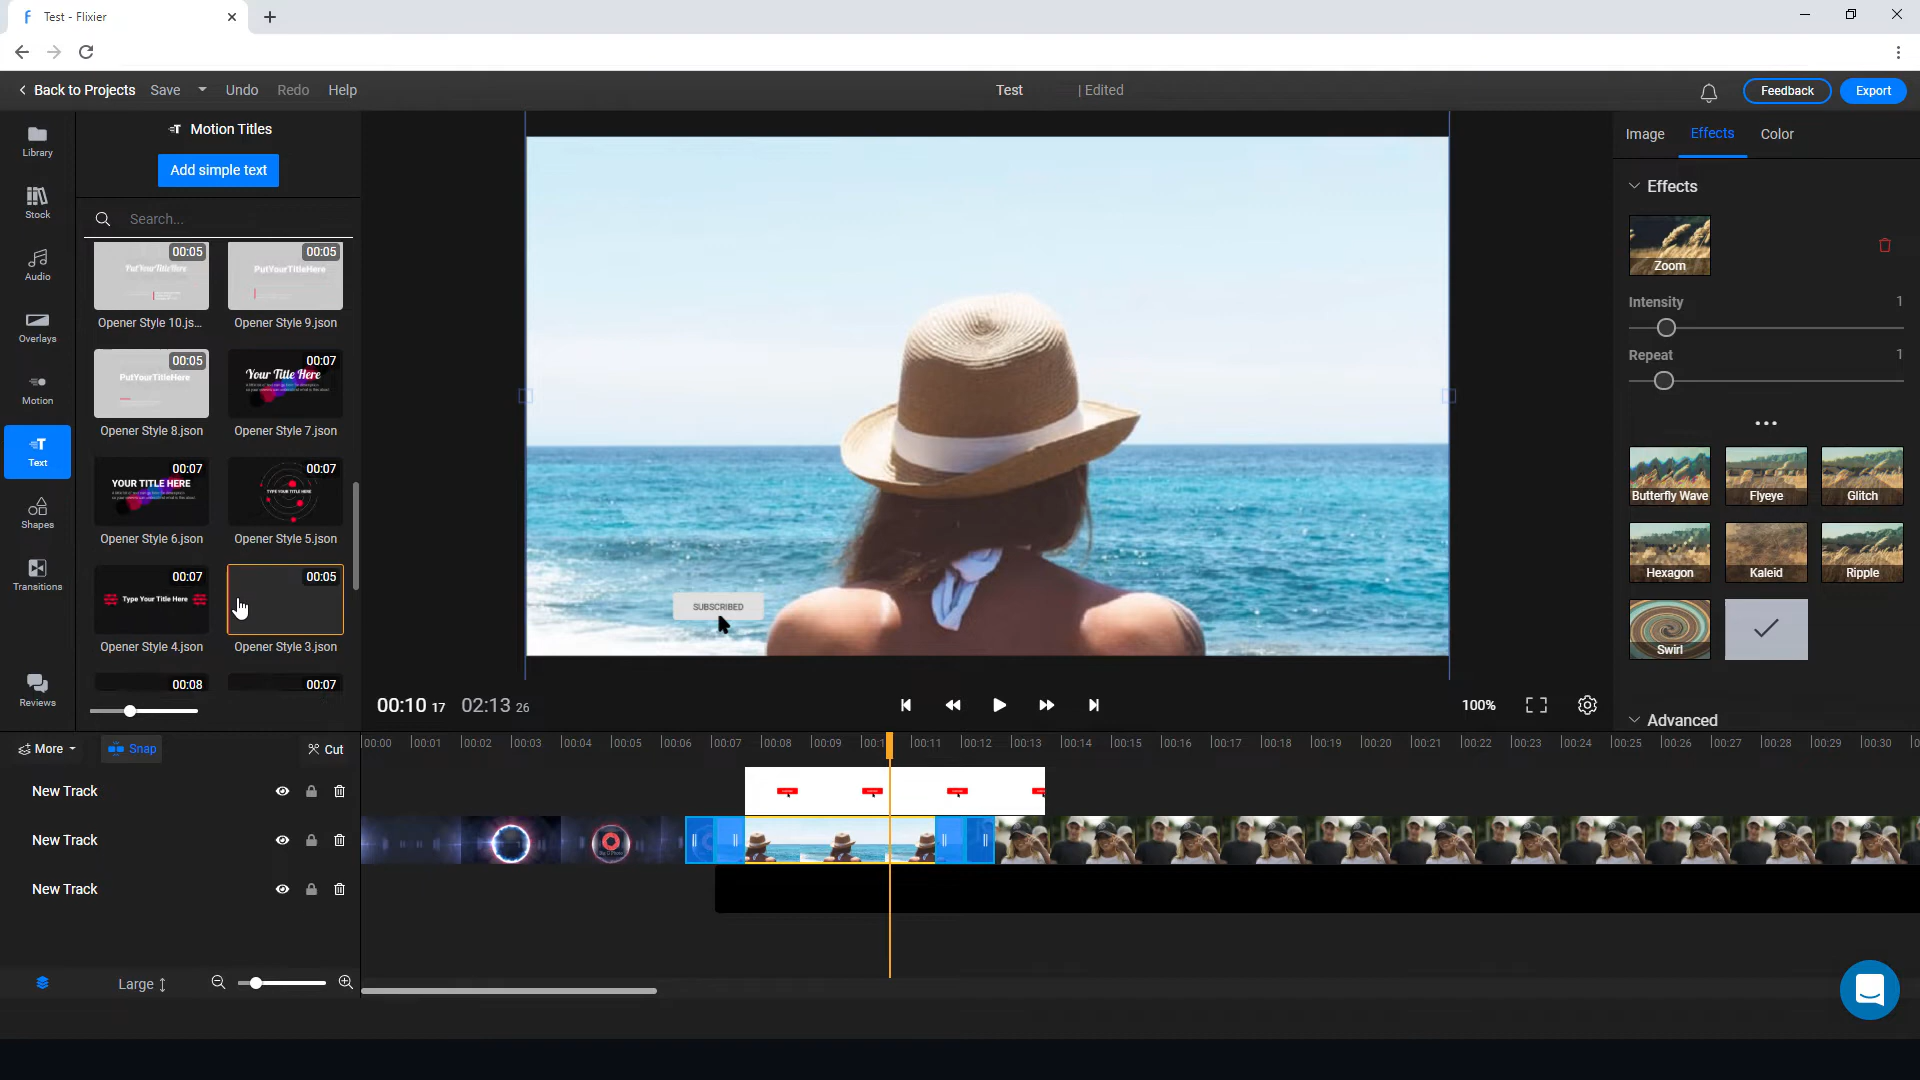 Test - Flixier
Back to Projects Save Undo Redo Help
Test | Edited
Feedback Export
Library
Stock
Audio
Overlays
Motion
Text
Shapes
Transitions
Reviews
Motion Titles
Add simple text
Search...
00:05 00:05
PutYourTitleHere PutYourTitleHere
Opener Style 10.js... Opener Style 9.json
00:05 00:07
PutYourTitleHere Your Title Here
Opener Style 8.json Opener Style 7.json
00:07 00:07
YOUR TITLE HERE TYPE YOUR TITLE HERE
Opener Style 6.json Opener Style 5.json
00:07 00:05
Type Your Title Here
Opener Style 4.json Opener Style 3.json
00:08 00:07
SUBSCRIBED
00:10 17 02:13 26
100%
Image Effects Color
Effects
Zoom
Intensity 1
Repeat 1
Butterfly Wave Flyeye Glitch
Hexagon Kaleid Ripple
Swirl
Advanced
More Snap Cut
|00:00 |00:01 |00:02 |00:03 |00:04 |00:05 |00:06 |00:07 |00:08 |00:09 |00:1 |00:11 |00:12 |00:13 |00:14 |00:15 |00:16 |00:17 |00:18 |00:19 |00:20 |00:21 |00:22 |00:23 |00:24 |00:25 |00:26 |00:27 |00:28 |00:29 |00:30
New Track
New Track
New Track
Large